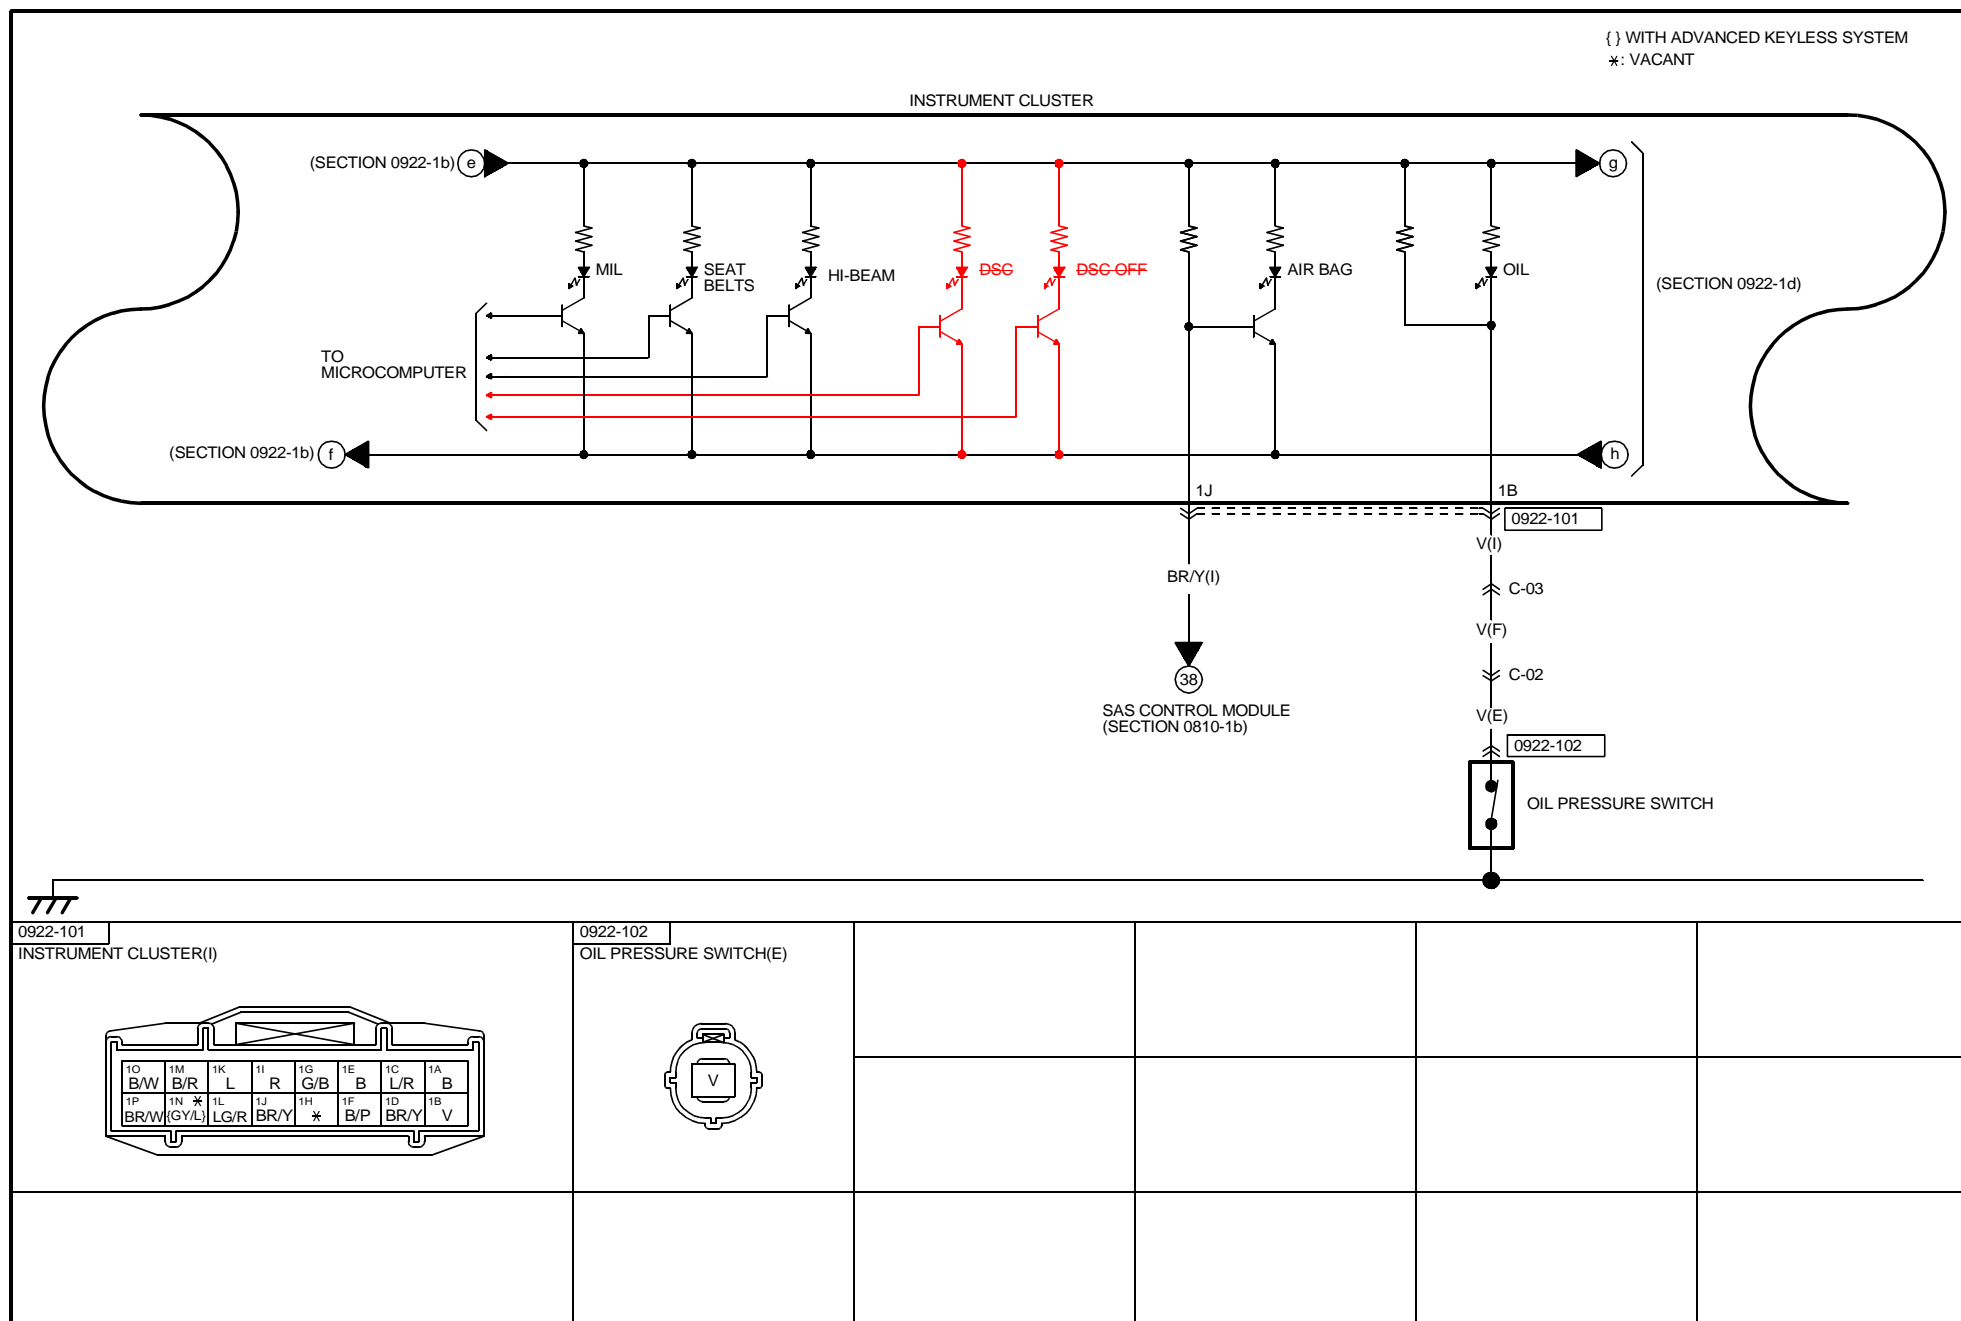 { } WITH ADVANCED KEYLESS SYSTEM
*: VACANT
INSTRUMENT CLUSTER
(SECTION 0922-1b) e
g
MIL
SEAT
BELTS
HI-BEAM
DSC
DSC OFF
AIR BAG
OIL
(SECTION 0922-1d)
TO
MICROCOMPUTER
(SECTION 0922-1b) f
h
1J
1B
0922-101
V(I)
BR/Y(I)
C-03
V(F)
38
C-02
SAS CONTROL MODULE
(SECTION 0810-1b)
V(E)
0922-102
OIL PRESSURE SWITCH
0922-101
INSTRUMENT CLUSTER(I)
1O 1M 1K 1I 1G 1E 1C 1A
B/W B/R L R G/B B L/R B
1P 1N * 1L 1J 1H 1F 1D 1B
BR/W {GY/L} LG/R BR/Y * B/P BR/Y V
0922-102
OIL PRESSURE SWITCH(E)
V